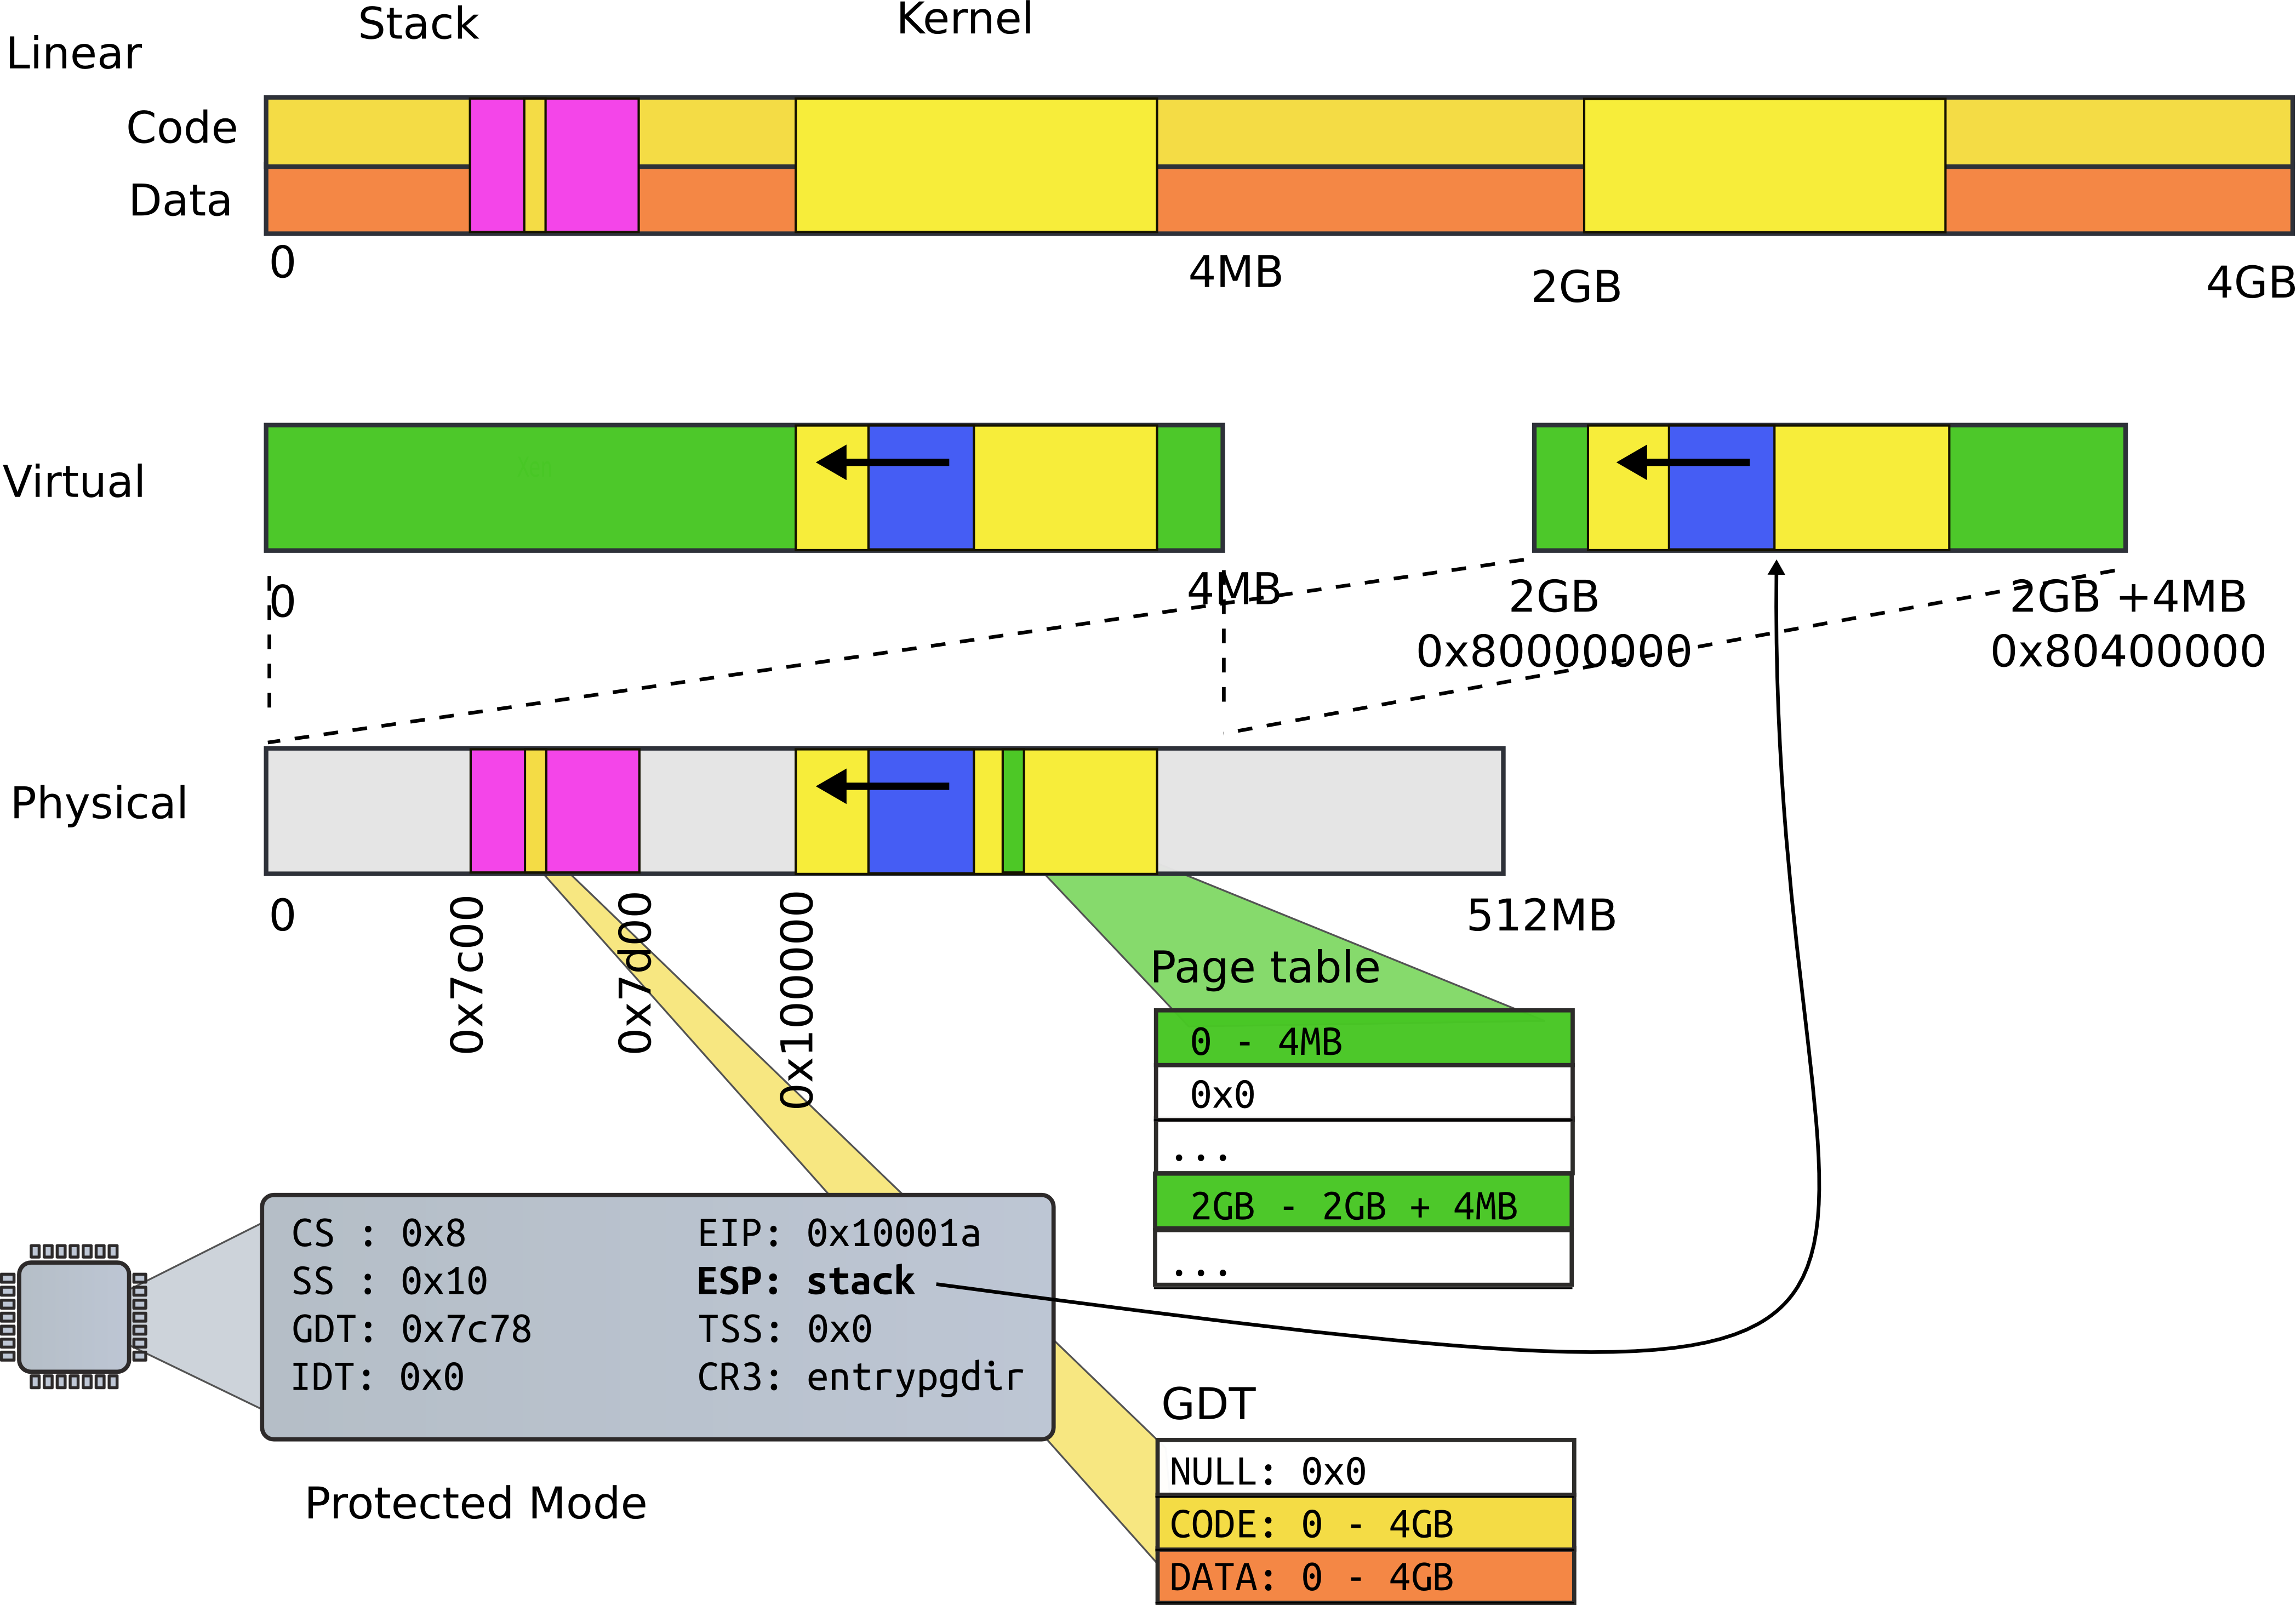 Stack
Kernel
Linear
Code
Data
0
4MB
2GB
4GB
Virtual
0
4MB
2GB
0x80000000
2GB +4MB
0x80400000
Physical
0
0x7c00
0x7d00
0x100000
512MB
Page table
0 - 4MB
0x0
...
2GB - 2GB + 4MB
...
CS : 0x8
SS : 0x10
GDT: 0x7c78
IDT: 0x0
EIP: 0x10001a
ESP: stack
TSS: 0x0
CR3: entrypgdir
Protected Mode
GDT
NULL: 0x0
CODE: 0 - 4GB
DATA: 0 - 4GB